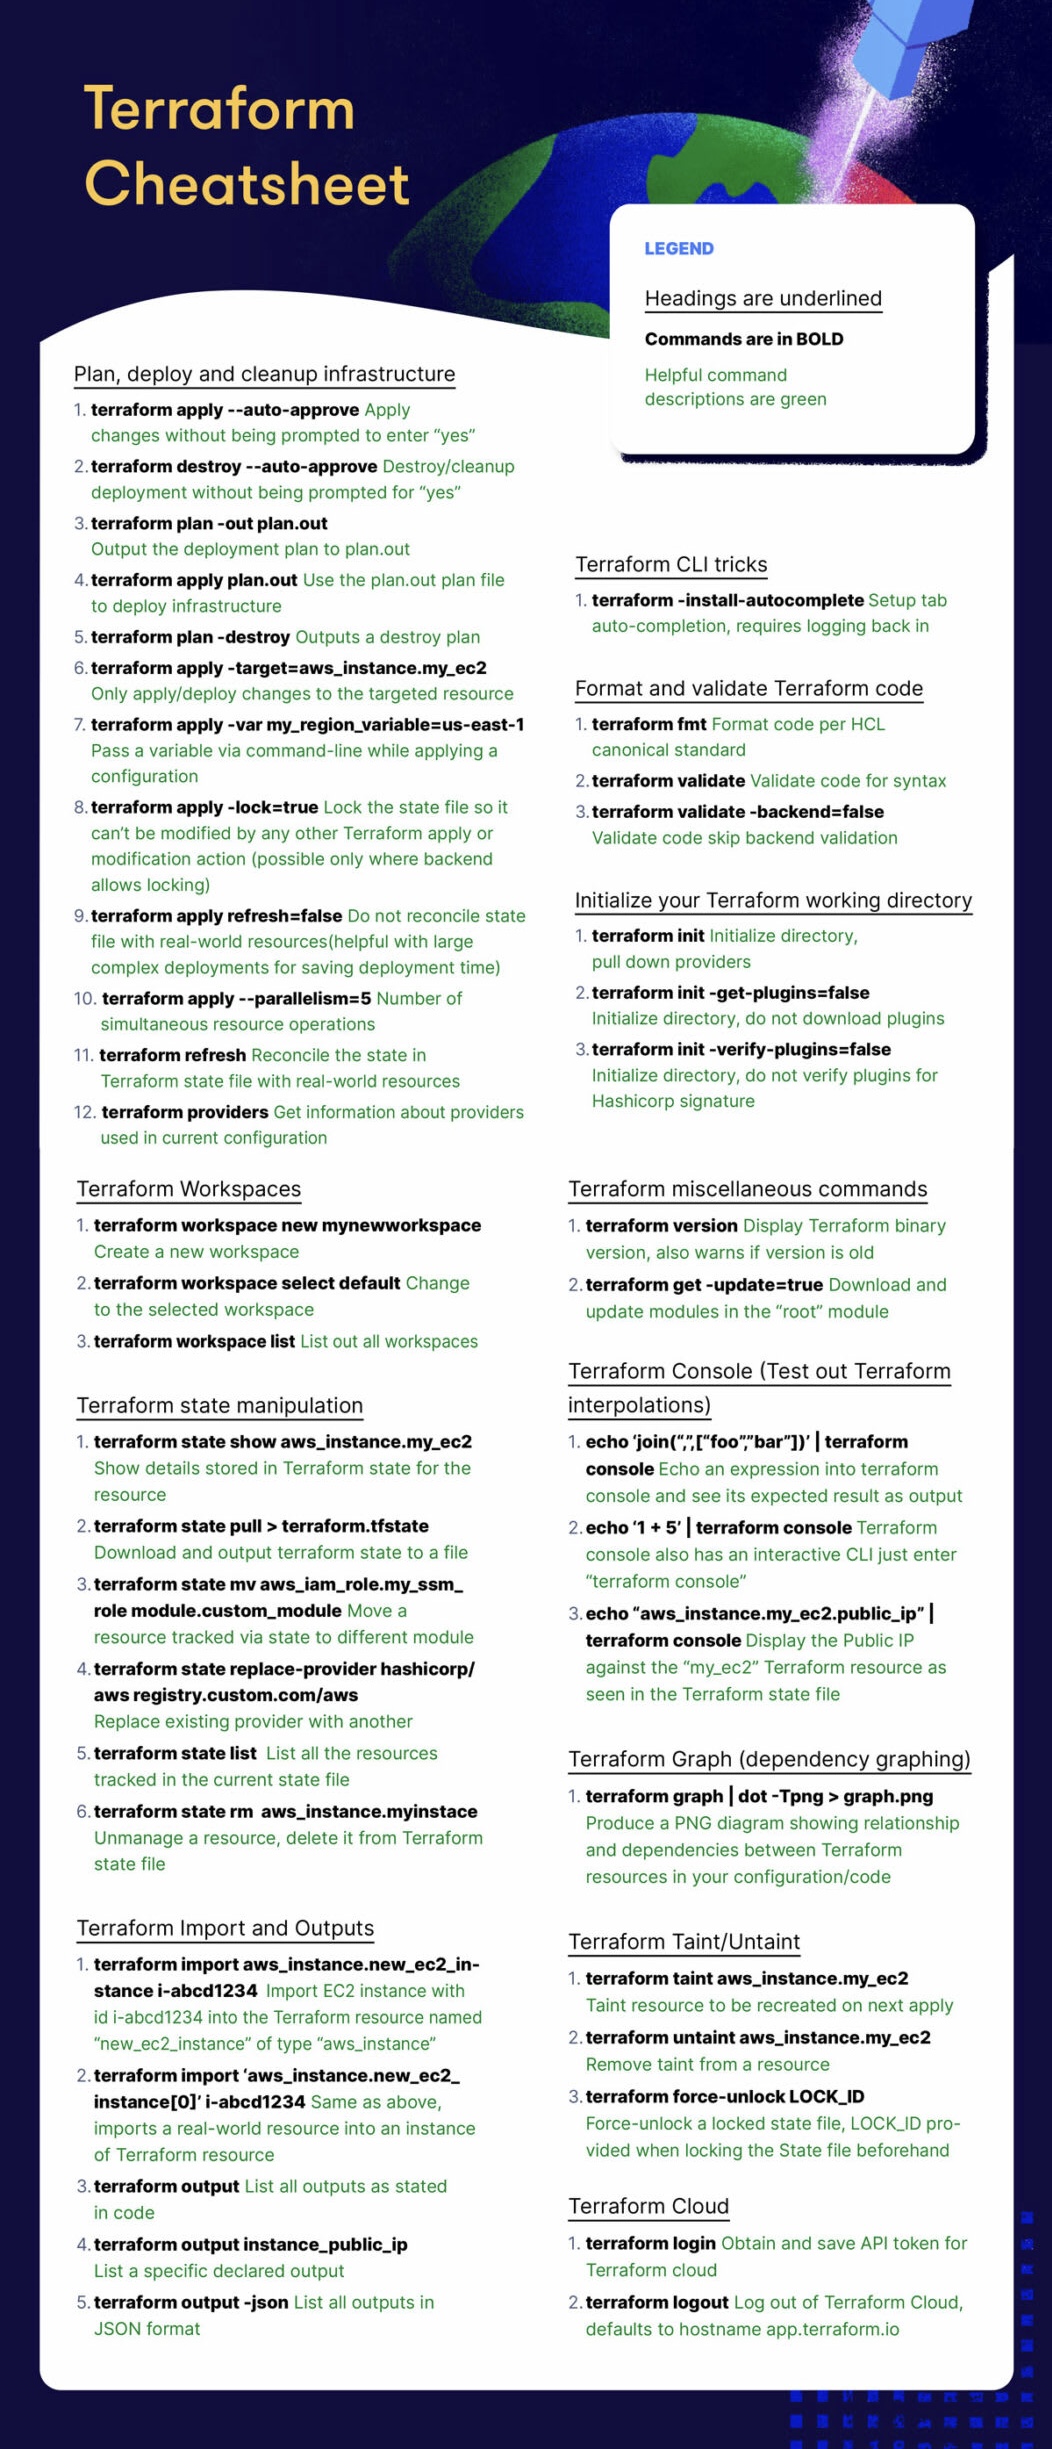 Terraform
Cheatsheet
LEGEND
Headings are underlined
Commands are in BOLD
Helpful command
descriptions are green
Plan, deploy and cleanup infrastructure
1. terraform apply --auto-approve Apply
changes without being prompted to enter “yes”
2. terraform destroy --auto-approve Destroy/cleanup
deployment without being prompted for “yes”
3. terraform plan -out plan.out
Output the deployment plan to plan.out
4. terraform apply plan.out Use the plan.out plan file
to deploy infrastructure
5. terraform plan -destroy Outputs a destroy plan
6. terraform apply -target=aws_instance.my_ec2
Only apply/deploy changes to the targeted resource
7. terraform apply -var my_region_variable=us-east-1
Pass a variable via command-line while applying a
configuration
8. terraform apply -lock=true Lock the state file so it
can’t be modified by any other Terraform apply or
modification action (possible only where backend
allows locking)
9. terraform apply refresh=false Do not reconcile state
file with real-world resources(helpful with large
complex deployments for saving deployment time)
10. terraform apply --parallelism=5 Number of
simultaneous resource operations
11. terraform refresh Reconcile the state in
Terraform state file with real-world resources
12. terraform providers Get information about providers
used in current configuration
Terraform CLI tricks
1. terraform -install-autocomplete Setup tab
auto-completion, requires logging back in
Format and validate Terraform code
1. terraform fmt Format code per HCL
canonical standard
2. terraform validate Validate code for syntax
3. terraform validate -backend=false
Validate code skip backend validation
Initialize your Terraform working directory
1. terraform init Initialize directory,
pull down providers
2. terraform init -get-plugins=false
Initialize directory, do not download plugins
3. terraform init -verify-plugins=false
Initialize directory, do not verify plugins for
Hashicorp signature
Terraform Workspaces
1. terraform workspace new mynewworkspace
Create a new workspace
2. terraform workspace select default Change
to the selected workspace
3. terraform workspace list List out all workspaces
Terraform state manipulation
1. terraform state show aws_instance.my_ec2
Show details stored in Terraform state for the
resource
2. terraform state pull > terraform.tfstate
Download and output terraform state to a file
3. terraform state mv aws_iam_role.my_ssm_
role module.custom_module Move a
resource tracked via state to different module
4. terraform state replace-provider hashicorp/
aws registry.custom.com/aws
Replace existing provider with another
5. terraform state list List all the resources
tracked in the current state file
6. terraform state rm aws_instance.myinstace
Unmanage a resource, delete it from Terraform
state file
Terraform Import and Outputs
1. terraform import aws_instance.new_ec2_in-
stance i-abcd1234 Import EC2 instance with
id i-abcd1234 into the Terraform resource named
“new_ec2_instance” of type “aws_instance”
2. terraform import ‘aws_instance.new_ec2_
instance[0]’ i-abcd1234 Same as above,
imports a real-world resource into an instance
of Terraform resource
3. terraform output List all outputs as stated
in code
4. terraform output instance_public_ip
List a specific declared output
5. terraform output -json List all outputs in
JSON format
Terraform miscellaneous commands
1. terraform version Display Terraform binary
version, also warns if version is old
2. terraform get -update=true Download and
update modules in the “root” module
Terraform Console (Test out Terraform
interpolations)
1. echo ‘join(“,”,[“foo”,”bar”])’ | terraform
console Echo an expression into terraform
console and see its expected result as output
2. echo ‘1 + 5’ | terraform console Terraform
console also has an interactive CLI just enter
“terraform console”
3. echo “aws_instance.my_ec2.public_ip” |
terraform console Display the Public IP
against the “my_ec2” Terraform resource as
seen in the Terraform state file
Terraform Graph (dependency graphing)
1. terraform graph | dot -Tpng > graph.png
Produce a PNG diagram showing relationship
and dependencies between Terraform
resources in your configuration/code
Terraform Taint/Untaint
1. terraform taint aws_instance.my_ec2
Taint resource to be recreated on next apply
2. terraform untaint aws_instance.my_ec2
Remove taint from a resource
3. terraform force-unlock LOCK_ID
Force-unlock a locked state file, LOCK_ID pro-
vided when locking the State file beforehand
Terraform Cloud
1. terraform login Obtain and save API token for
Terraform cloud
2. terraform logout Log out of Terraform Cloud,
defaults to hostname app.terraform.io